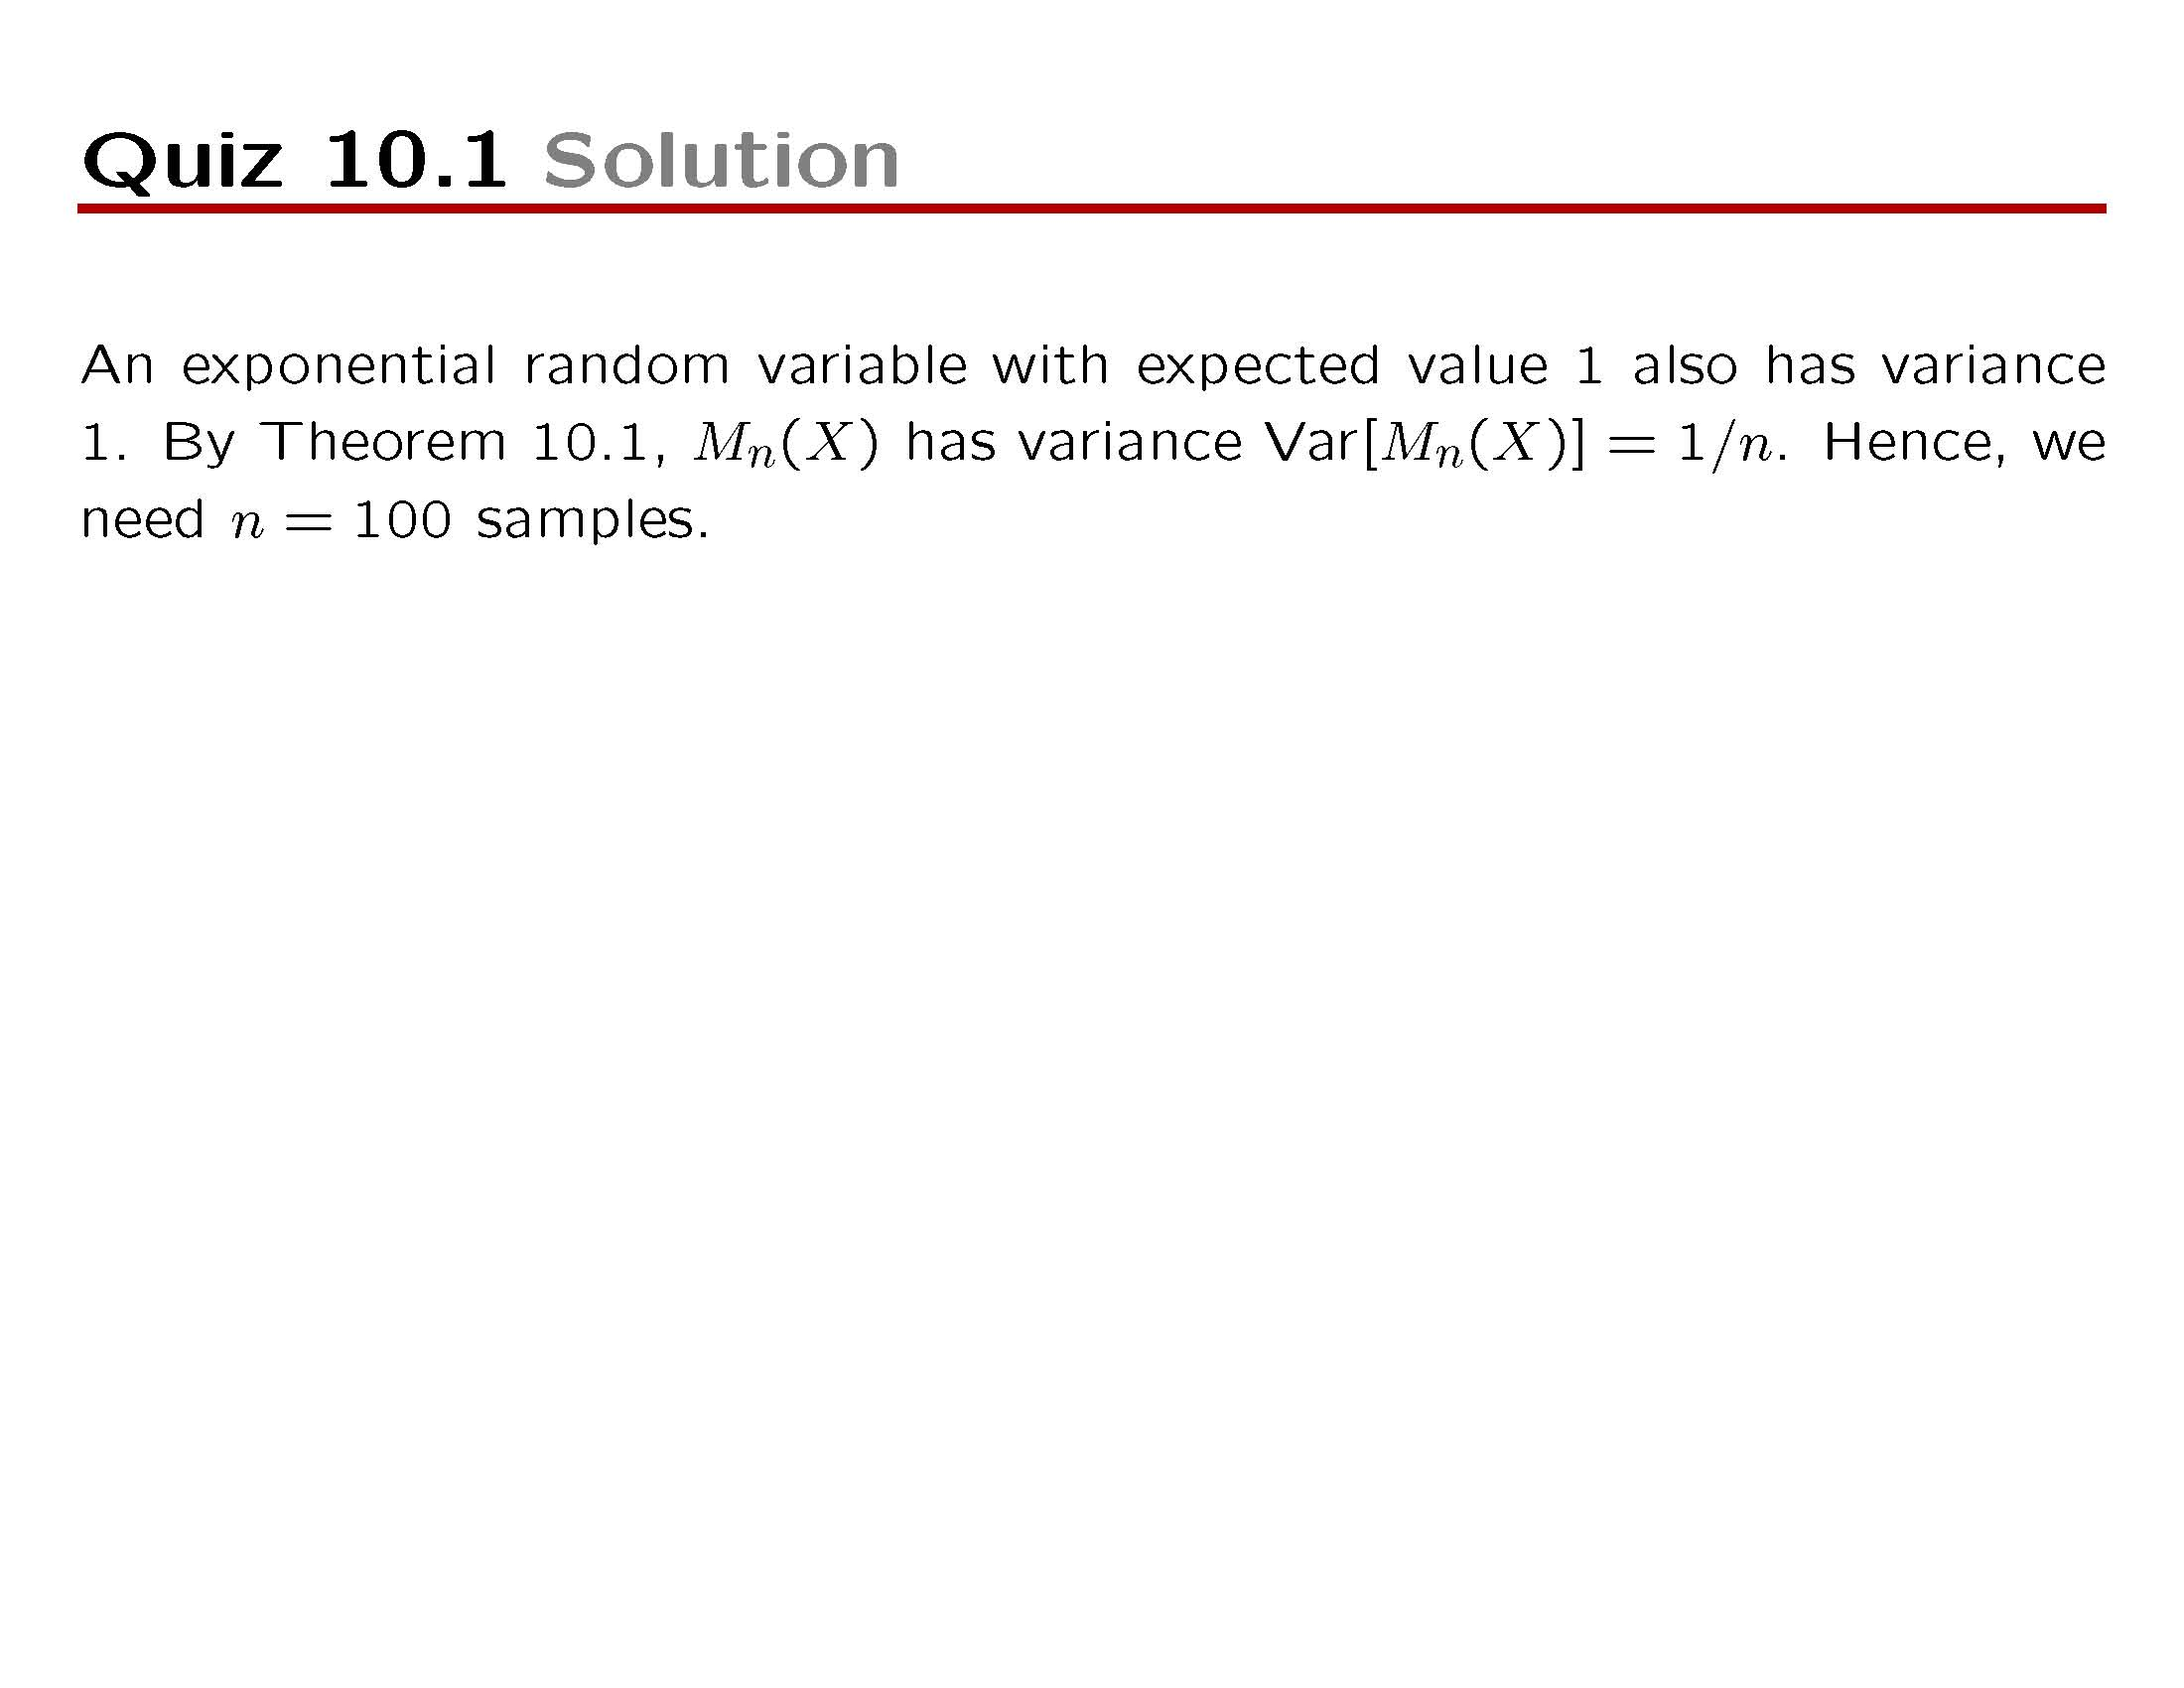 Quiz 10.1 Solution
An exponential random variable with expected value 1 also has variance
1. By Theorem 10.1, Mn(X) has variance Var[Mn(X)] = 1/n. Hence, we
need n = 100 samples.